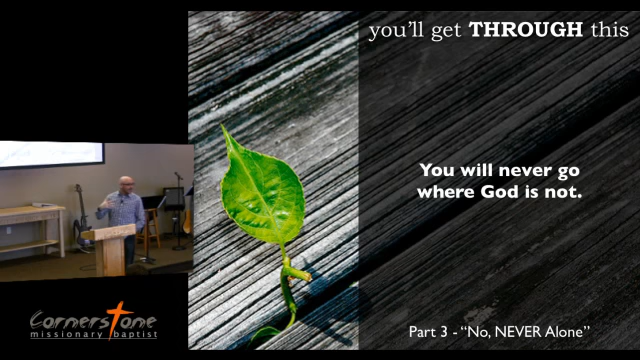 you'll get THROUGH this
You will never go
where God is not.
Part 3 - “No, NEVER Alone”
Cornerstone
missionary baptist